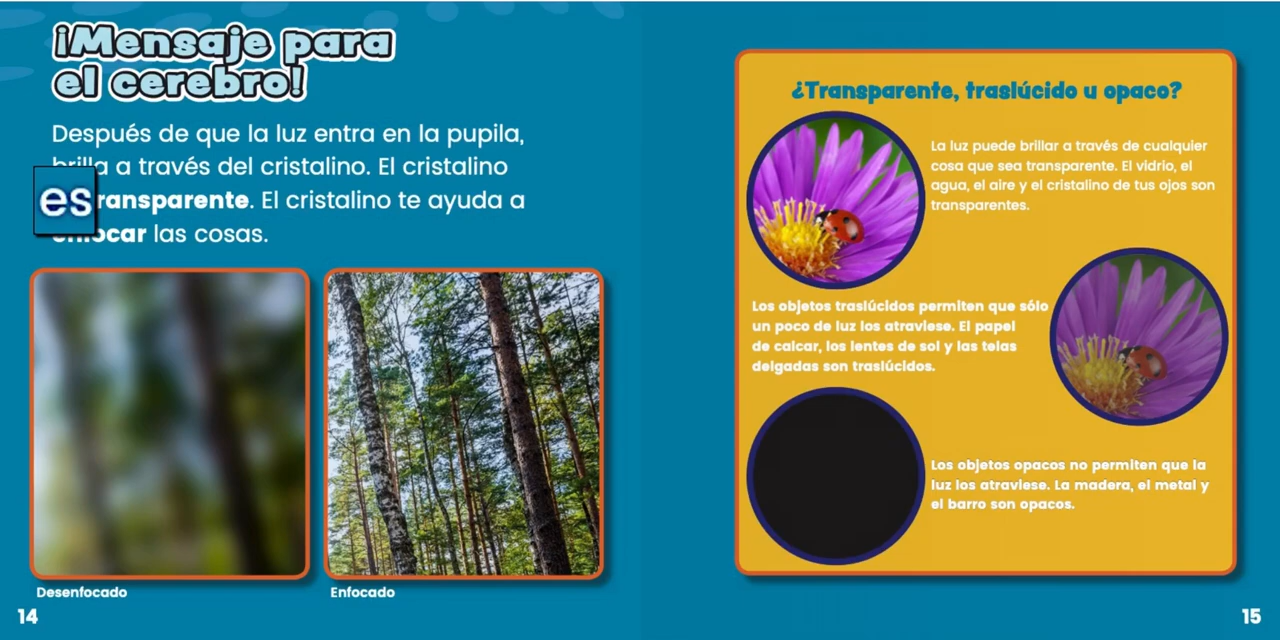 ¡Mensaje para
el cerebro!
Después de que la luz entra en la pupila,
brilla a través del cristalino. El cristalino
es transparente. El cristalino te ayuda a
enfocar las cosas.
Desenfocado
Enfocado
14
¿Transparente, traslúcido u opaco?
La luz puede brillar a través de cualquier
cosa que sea transparente. El vidrio, el
agua, el aire y el cristalino de tus ojos son
transparentes.
Los objetos traslúcidos permiten que sólo
un poco de luz los atraviese. El papel
de calcar, los lentes de sol y las telas
delgadas son traslúcidos.
Los objetos opacos no permiten que la
luz los atraviese. La madera, el metal y
el barro son opacos.
15